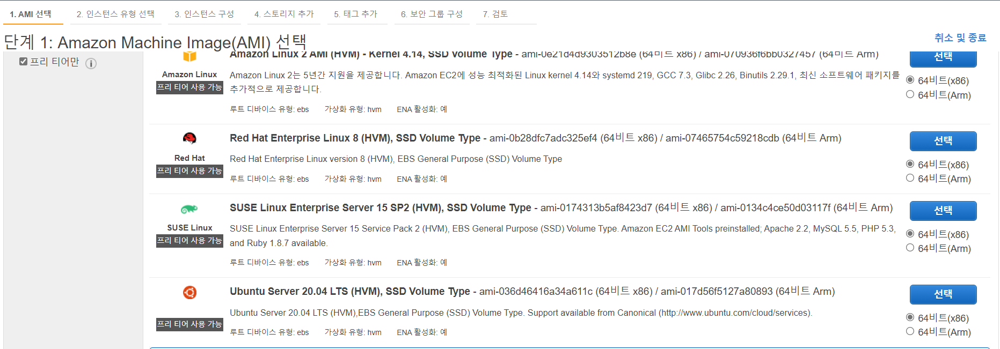 1. AMI 선택 2. 인스턴스 유형 선택 3. 인스턴스 구성 4. 스토리지 추가 5. 태그 추가 6. 보안 그룹 구성 7. 검토
단계 1: Amazon Machine Image(AMI) 선택
취소 및 종료
프리 티어만
Amazon Linux 2 AMI (HVM) - Kernel 4.14, SSD Volume Type - ami-0e21d4d9303512b8e (64비트 x86) / ami-070936f6bb0327457 (64비트 Arm)
선택
Amazon Linux
프리 티어 사용 가능
Amazon Linux 2는 5년간 지원을 제공합니다. Amazon EC2에 성능 최적화된 Linux kernel 4.14와 systemd 219, GCC 7.3, Glibc 2.26, Binutils 2.29.1, 최신 소프트웨어 패키지를
추가적으로 제공합니다.
64비트(x86)
64비트(Arm)
루트 디바이스 유형: ebs 가상화 유형: hvm ENA 활성화: 예
Red Hat Enterprise Linux 8 (HVM), SSD Volume Type - ami-0b28dfc7adc325ef4 (64비트 x86) / ami-07465754c59218cdb (64비트 Arm)
선택
Red Hat
프리 티어 사용 가능
Red Hat Enterprise Linux version 8 (HVM), EBS General Purpose (SSD) Volume Type
64비트(x86)
64비트(Arm)
루트 디바이스 유형: ebs 가상화 유형: hvm ENA 활성화: 예
SUSE Linux Enterprise Server 15 SP2 (HVM), SSD Volume Type - ami-0174313b5af8423d7 (64비트 x86) / ami-0134c4ce50d03117f (64비트 Arm)
선택
SUSE Linux
프리 티어 사용 가능
SUSE Linux Enterprise Server 15 Service Pack 2 (HVM), EBS General Purpose (SSD) Volume Type. Amazon EC2 AMI Tools preinstalled; Apache 2.2, MySQL 5.5, PHP 5.3,
and Ruby 1.8.7 available.
64비트(x86)
64비트(Arm)
루트 디바이스 유형: ebs 가상화 유형: hvm ENA 활성화: 예
Ubuntu Server 20.04 LTS (HVM), SSD Volume Type - ami-036d46416a34a611c (64비트 x86) / ami-017d56f5127a80893 (64비트 Arm)
선택
프리 티어 사용 가능
Ubuntu Server 20.04 LTS (HVM),EBS General Purpose (SSD) Volume Type. Support available from Canonical (http://www.ubuntu.com/cloud/services).
64비트(x86)
64비트(Arm)
루트 디바이스 유형: ebs 가상화 유형: hvm ENA 활성화: 예